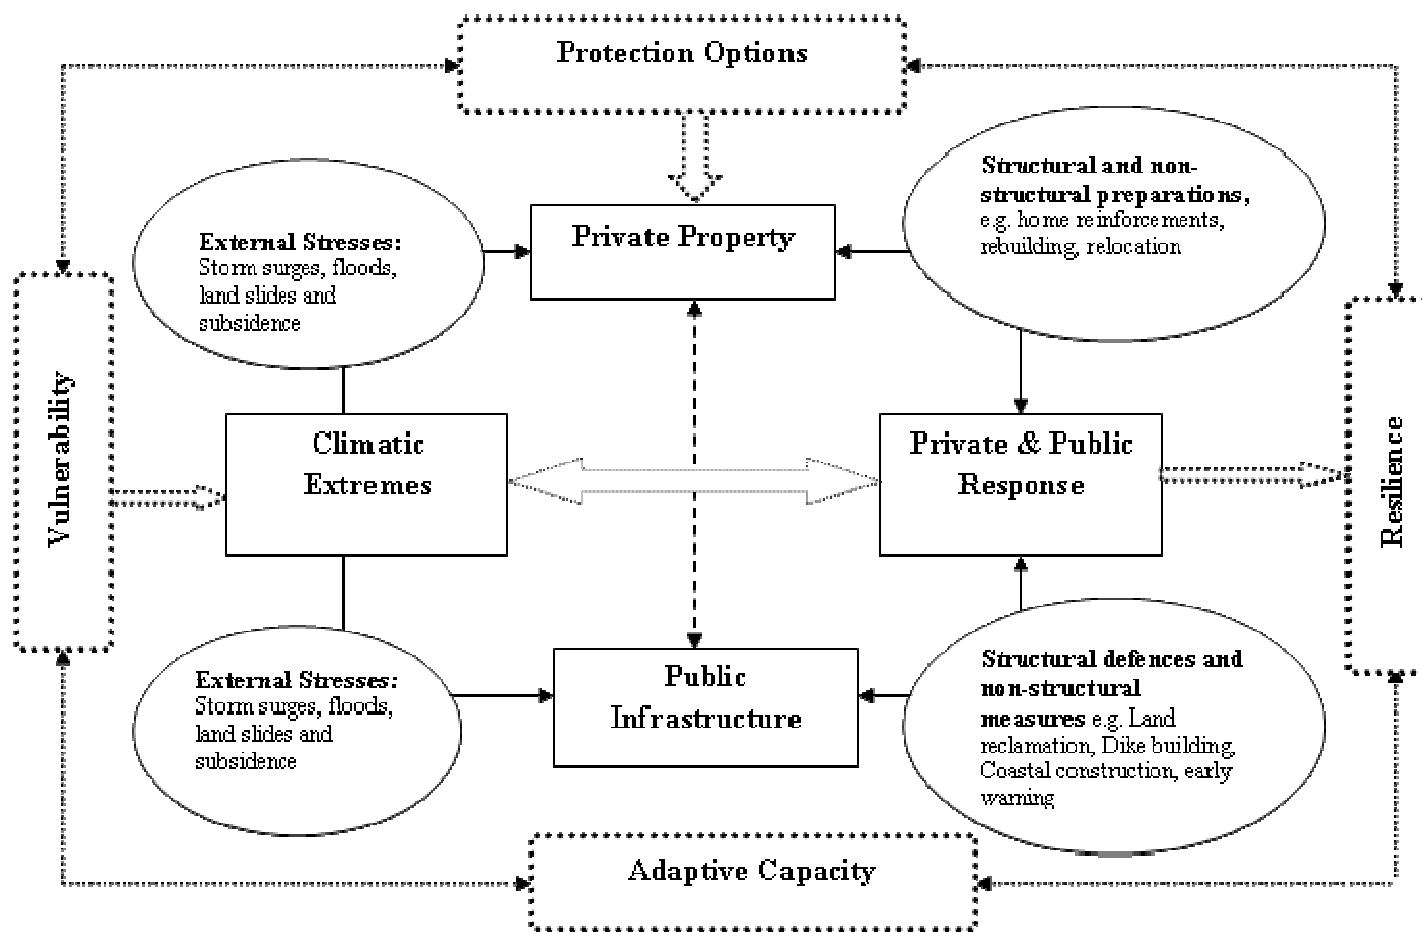 Protection Options
Structural and non-
structural preparations,
e.g. home reinforcements,
rebuilding, relocation
External Stresses:
Storm surges, floods,
land slides and
subsidence
Private Property
Vulnerability
Climatic
Extremes
Private & Public
Response
Resilience
External Stresses:
Storm surges, floods,
land slides and
subsidence
Public
Infrastructure
Structural defences and
non-structural
measures e.g. Land
reclamation, Dike building,
Coastal construction, early
warning
Adaptive Capacity